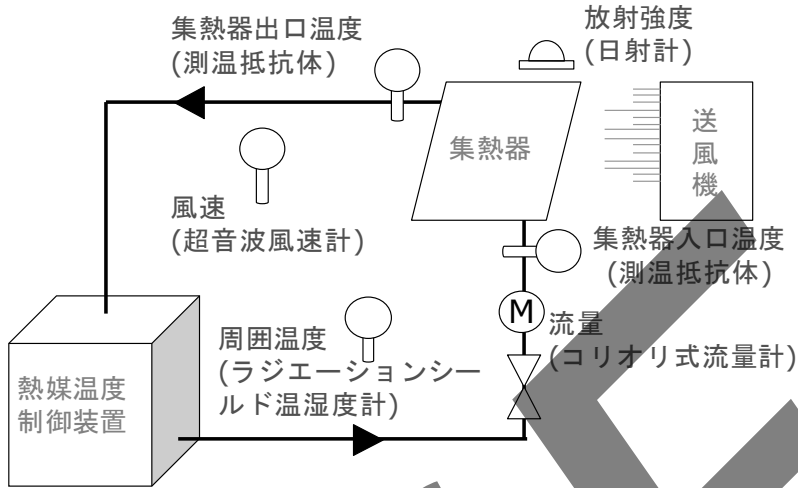 集熱器出口温度
(測温抵抗体)
放射強度
(日射計)
集熱器
送
風
機
風速
(超音波風速計)
集熱器入口温度
(測温抵抗体)
M
流量
(コリオリ式流量計)
周囲温度
(ラジエーションシー
ルド温湿度計)
熱媒温度
制御装置